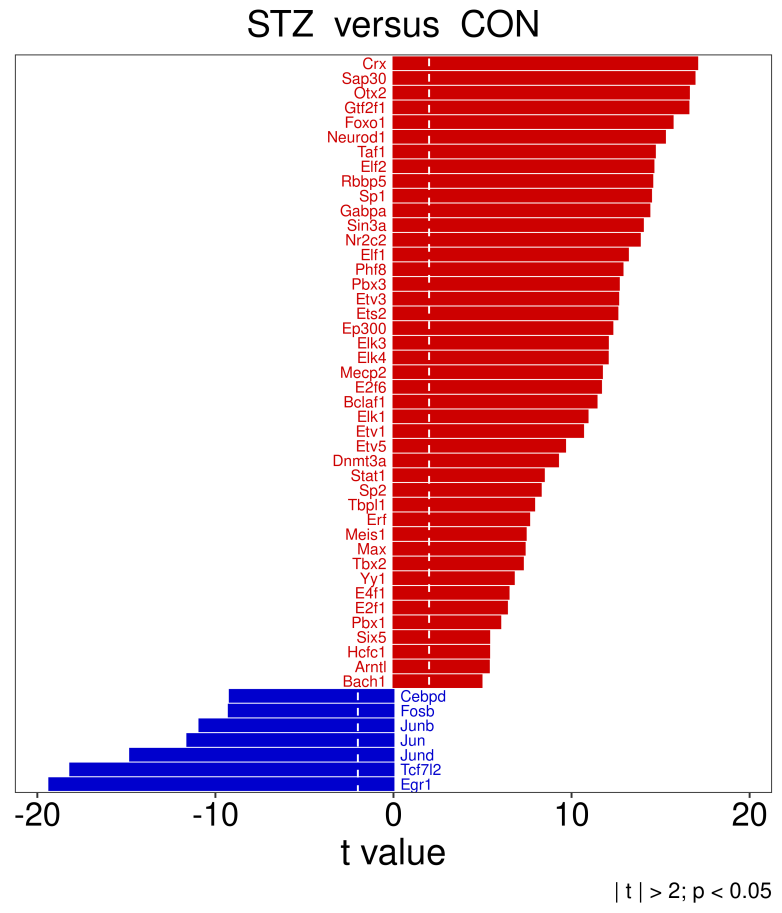 STZ versus CON
Crx
Sap30
Otx2
Gtf2f1
Foxo1
Neurod1
Taf1
Elf2
Rbbp5
Sp1
Gabpa
Sin3a
Nr2c2
Elf1
Phf8
Pbx3
Etv3
Ets2
Ep300
Elk3
Elk4
Mecp2
E2f6
Bclaf1
Elk1
Etv1
Etv5
Dnmt3a
Stat1
Sp2
Tbpl1
Erf
Meis1
Max
Tbx2
Yy1
E4f1
E2f1
Pbx1
Six5
Hcfc1
Arntl
Bach1
Cebpd
Fosb
Junb
Jun
Jund
Tcf7l2
Egr1
-20 -10 0 10 20
t value
| t | > 2; p < 0.05